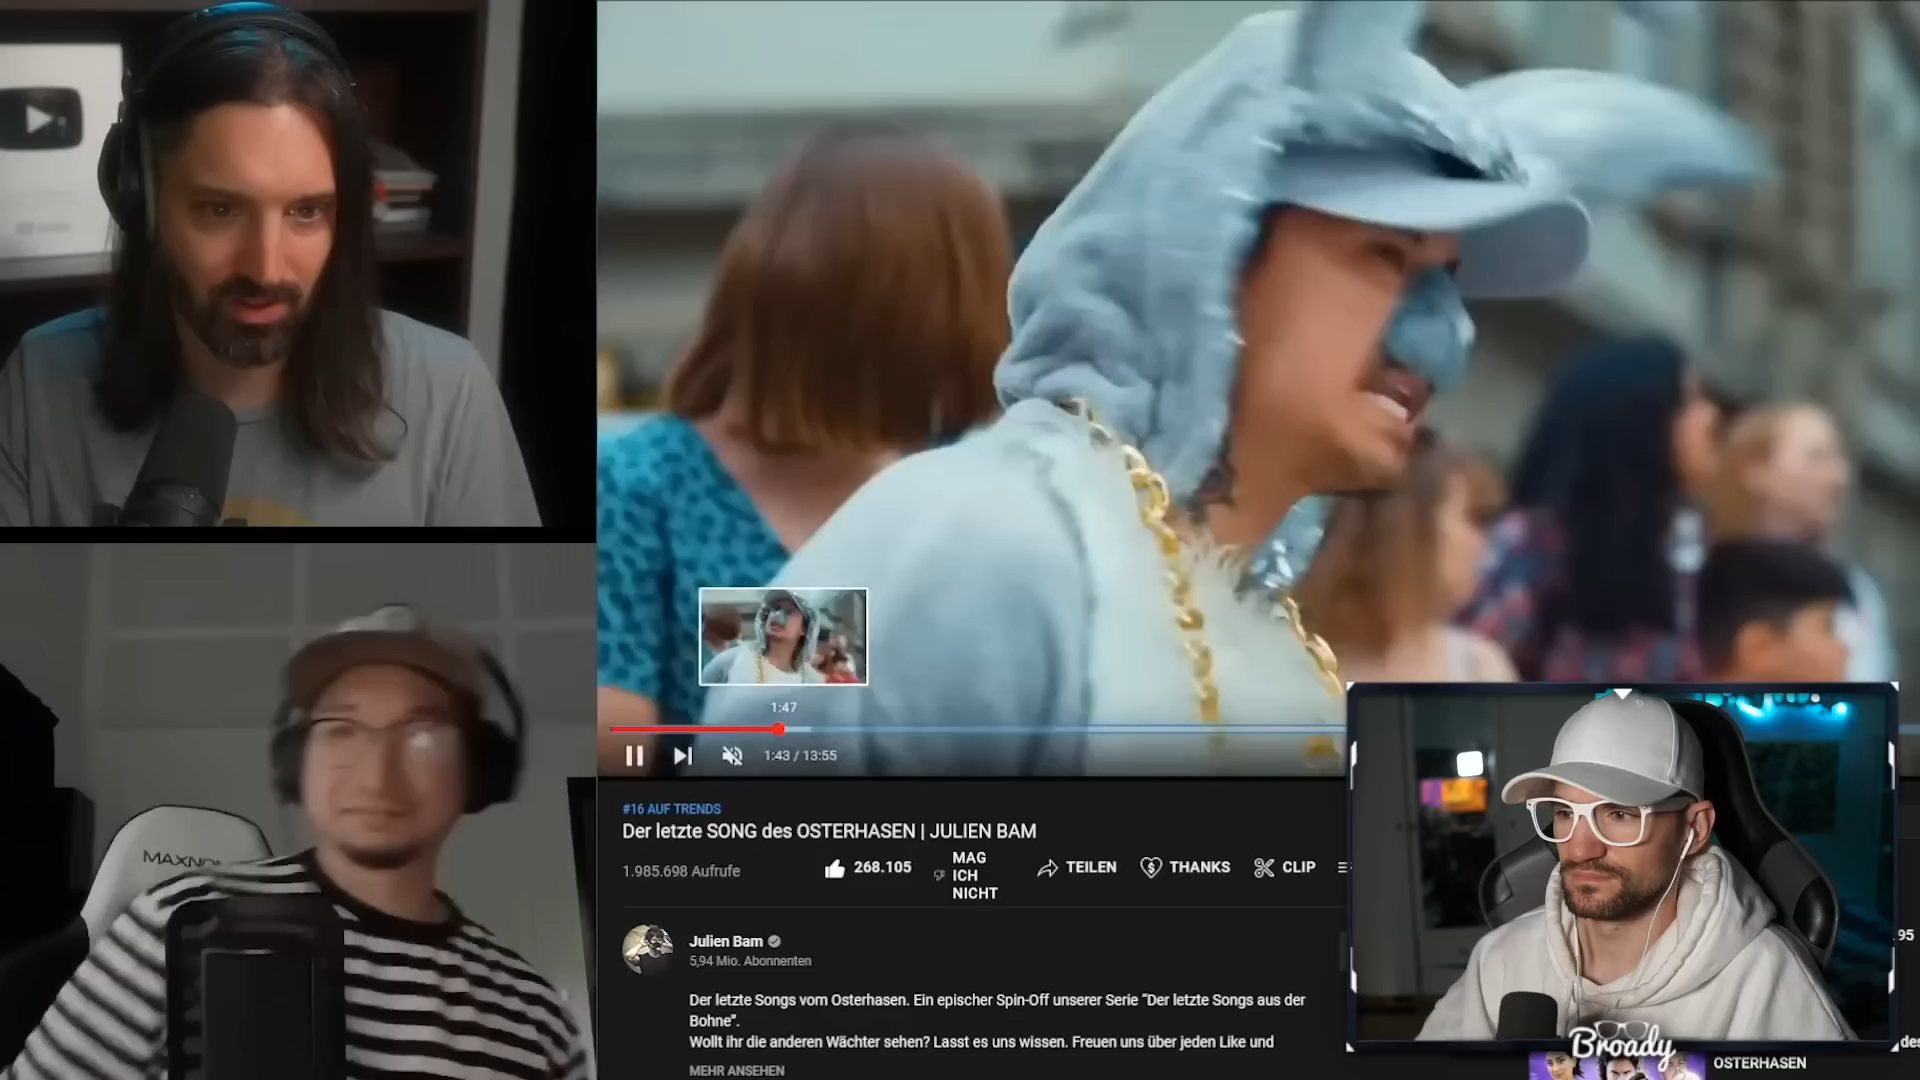 MAXNO
1:47
1:43 / 13:55
#16 AUF TRENDS
Der letzte SONG des OSTERHASEN | JULIEN BAM
1.985.698 Aufrufe
268.105
MAG
ICH
NICHT
TEILEN
THANKS
CLIP
Julien Bam
5,94 Mio. Abonnenten
Der letzte Songs vom Osterhasen. Ein epischer Spin-Off unserer Serie "Der letzte Songs aus der
Bohne".
Wollt ihr die anderen Wächter sehen? Lasst es uns wissen. Freuen uns über jeden Like und
MEHR ANSEHEN
Broady
OSTERHASEN